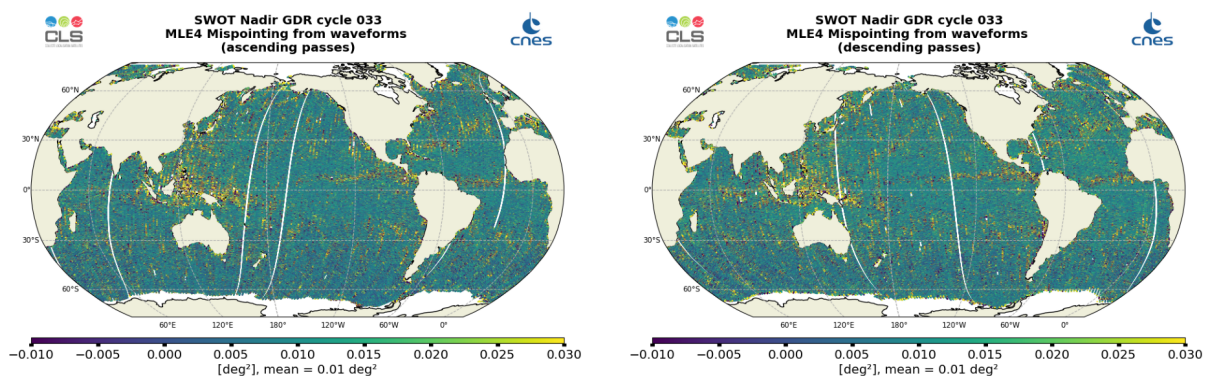 CLS
SWOT Nadir GDR cycle 033
MLE4 Mispointing from waveforms
(ascending passes)
cnes
60°N
30°N
0°
30°S
60°S
60°E 120°E 180° 120°W 60°W 0°
−0.010 −0.005 0.000 0.005 0.010 0.015 0.020 0.025 0.030
[deg²], mean = 0.01 deg²
CLS
SWOT Nadir GDR cycle 033
MLE4 Mispointing from waveforms
(descending passes)
cnes
60°N
30°N
0°
30°S
60°S
60°E 120°E 180° 120°W 60°W 0°
−0.010 −0.005 0.000 0.005 0.010 0.015 0.020 0.025 0.030
[deg²], mean = 0.01 deg²